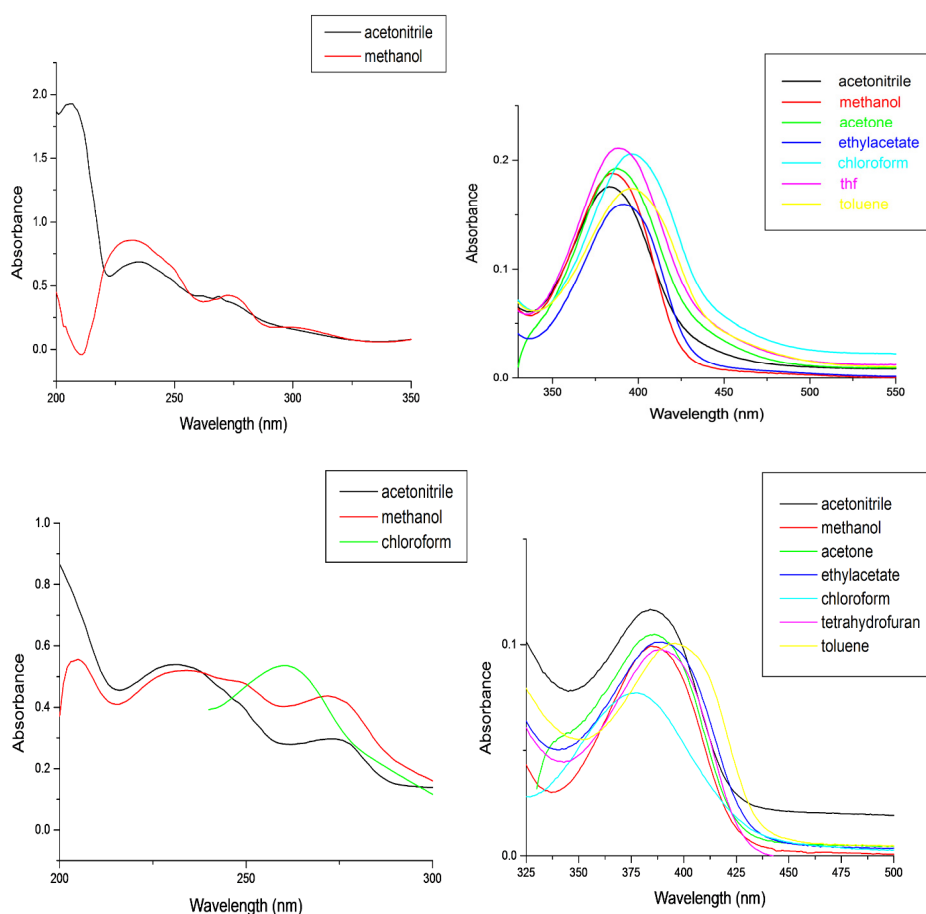 acetonitrile
methanol
2.0
1.5
1.0
0.5
0.0
Absorbance
200
250
300
350
Wavelength (nm)
acetonitrile
methanol
acetone
ethylacetate
chloroform
thf
toluene
0.2
0.1
0.0
Absorbance
350
400
450
500
550
Wavelength (nm)
acetonitrile
methanol
chloroform
1.0
0.8
0.6
0.4
0.2
0.0
Absorbance
200
250
300
Wavelength (nm)
acetonitrile
methanol
acetone
ethylacetate
chloroform
tetrahydrofuran
toluene
0.1
0.0
Absorbance
325
350
375
400
425
450
475
500
Wavelength (nm)